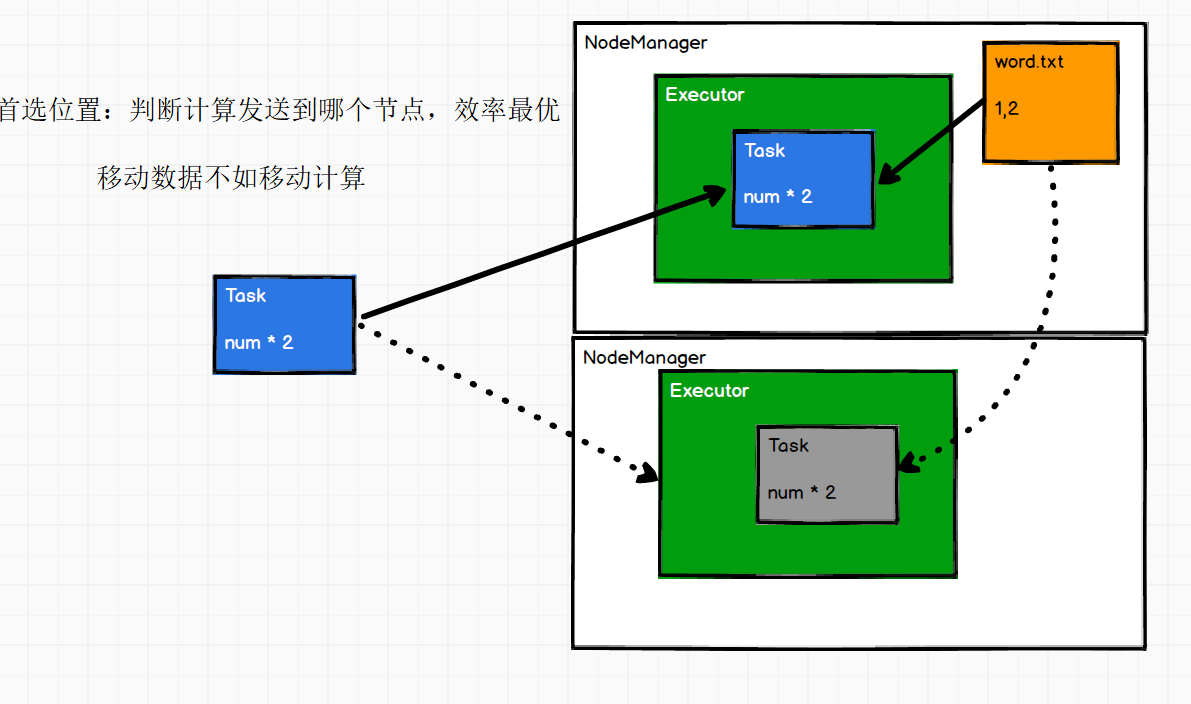 首选位置：判断计算发送到哪个节点，效率最优
移动数据不如移动计算
Task
num * 2
NodeManager
Executor
Task
num * 2
word.txt
1,2
NodeManager
Executor
Task
num * 2